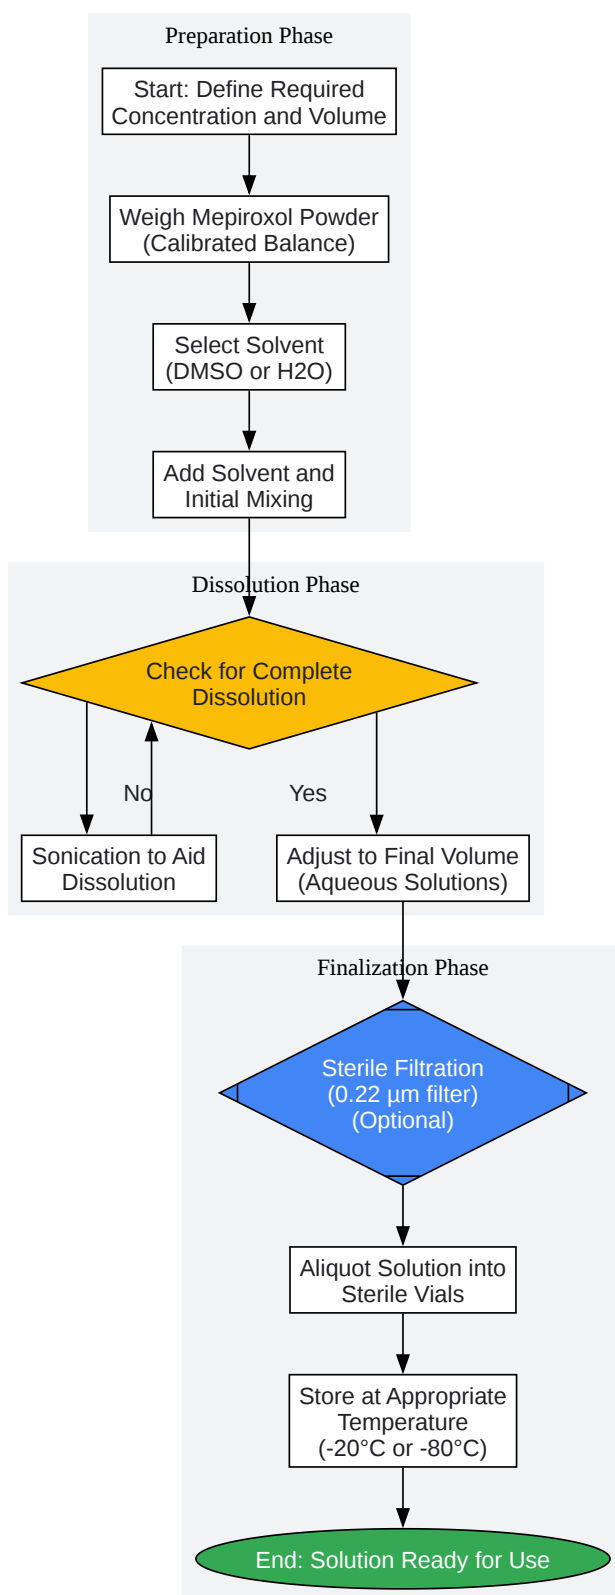 Preparation Phase
Start: Define Required
Concentration and Volume
Weigh Mepiroxol Powder
(Calibrated Balance)
Select Solvent
(DMSO or H2O)
Add Solvent and
Initial Mixing
Dissolution Phase
Check for Complete
Dissolution
No
Yes
Sonication to Aid
Dissolution
Adjust to Final Volume
(Aqueous Solutions)
Finalization Phase
Sterile Filtration
(0.22 µm filter)
(Optional)
Aliquot Solution into
Sterile Vials
Store at Appropriate
Temperature
(-20°C or -80°C)
End: Solution Ready for Use